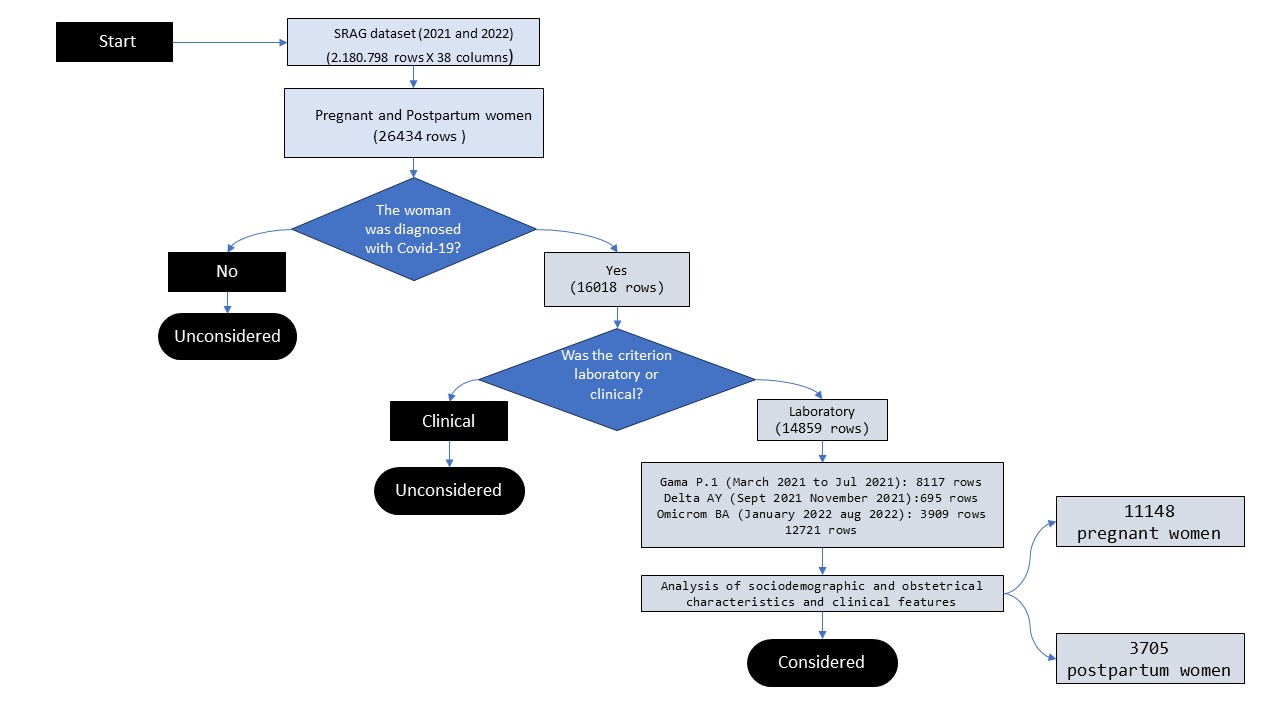 Start
SRAG dataset (2021 and 2022)
(2.180.798 rows X 38 columns)
Pregnant and Postpartum women
(26434 rows )
The woman
was diagnosed
with Covid-19?
No
Yes
(16018 rows)
Unconsidered
Was the criterion
laboratory or
clinical?
Clinical
Laboratory
(14859 rows)
Unconsidered
Gama P.1 (March 2021 to Jul 2021): 8117 rows
Delta AY (Sept 2021 November 2021):695 rows
Omicrom BA (January 2022 aug 2022): 3909 rows
12721 rows
11148
pregnant women
Analysis of sociodemographic and obstetrical
characteristics and clinical features
Considered
3705
postpartum women